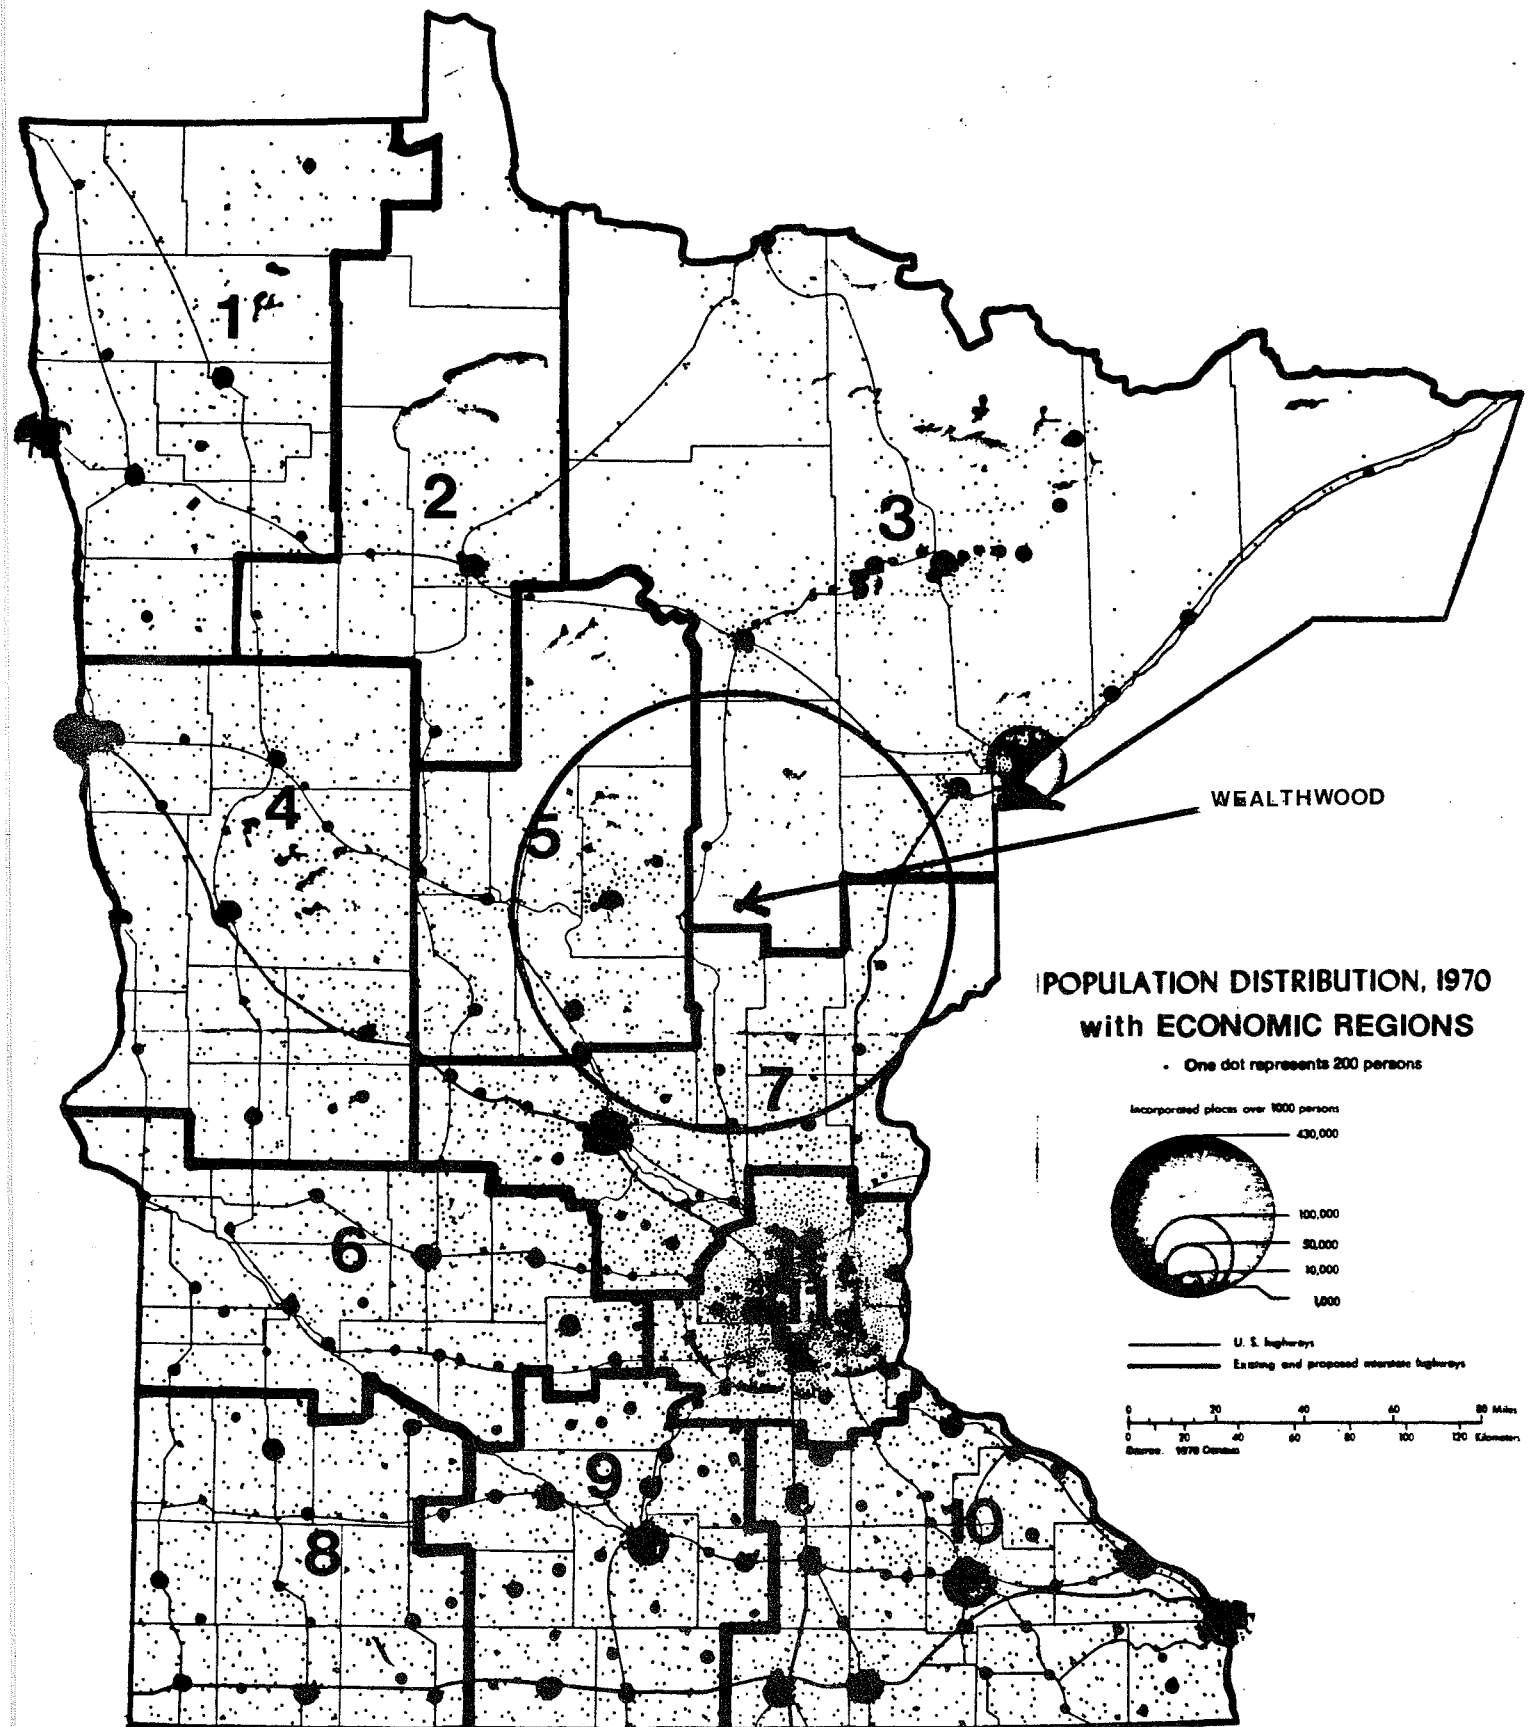 1
2
3
4
5
WEALTHWOOD
POPULATION DISTRIBUTION, 1970
with ECONOMIC REGIONS
• One dot represents 200 persons
7
Incorporated places over 1000 persons
430,000
100,000
50,000
10,000
1,000
6
11
U. S. highways
Existing and proposed interstate highways
0 20 40 60 80 Miles
0 20 40 60 80 100 120 Kilometers
Source: 1970 Census
9
10
8